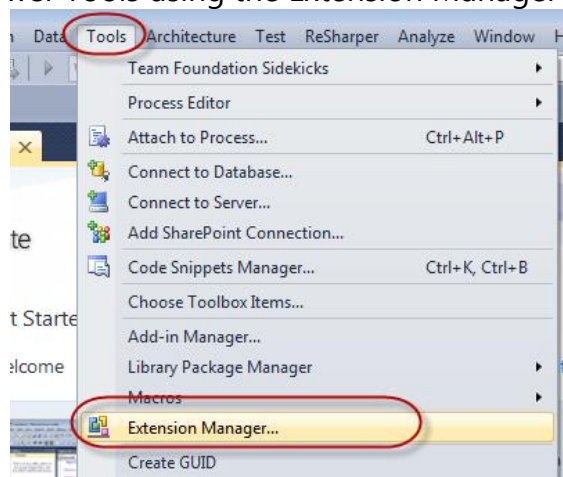 Tools using the Extension Manager
Data Tools Architecture Test ReSharper Analyze Window
Team Foundation Sidekicks
Process Editor
Attach to Process... Ctrl+Alt+P
Connect to Database...
Connect to Server...
Add SharePoint Connection...
Code Snippets Manager... Ctrl+K, Ctrl+B
Choose Toolbox Items...
Add-in Manager...
Library Package Manager
Macros
Extension Manager...
Create GUID